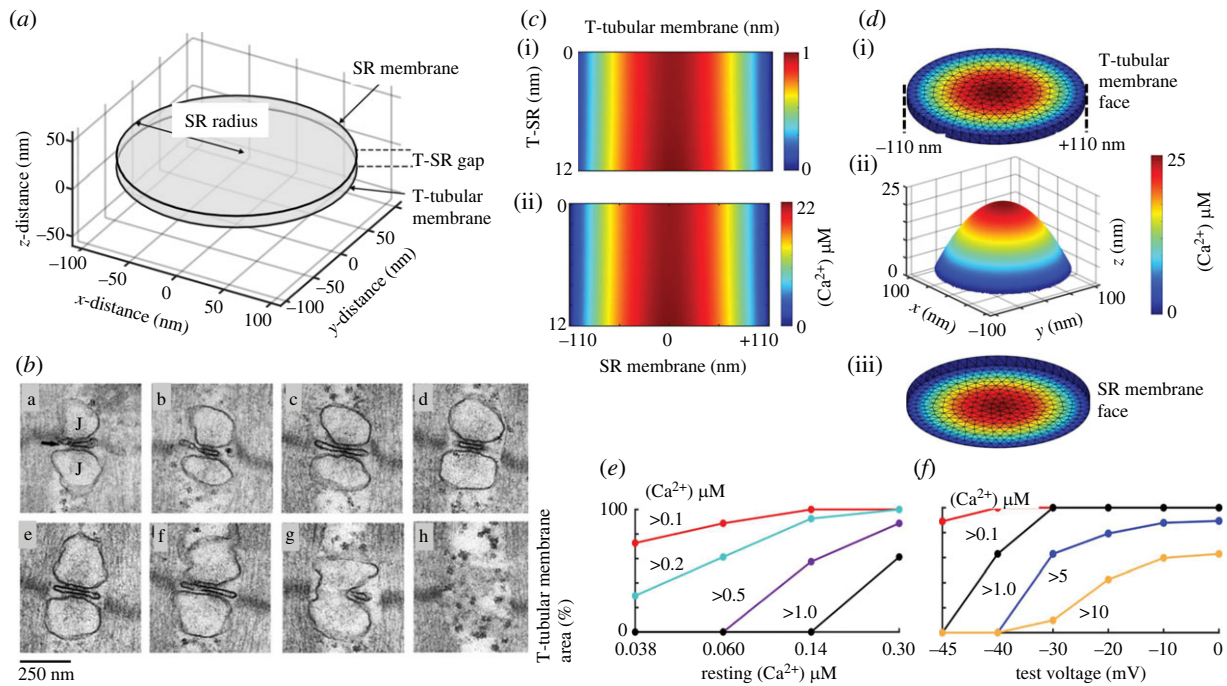 (a)
SR membrane
SR radius
T-SR gap
T-tubular
membrane
z-distance (nm)
50
0
–50
–100
–50
0
50
100
x-distance (nm)
–100
–50
0
50
y-distance (nm)
(b)
a
J
J
b
c
d
e
f
g
h
250 nm
(c)
T-tubular membrane (nm)
(i)
0
12
T-SR (nm)
1
0
(ii)
0
12
22
0
(Ca2+) μM
–110
0
+110
SR membrane (nm)
(d)
(i)
T-tubular
membrane
face
–110 nm
+110 nm
(ii)
25
20
0
100
x (nm)
–100
y (nm)
100
z (nm)
25
0
(Ca2+) μM
(iii)
SR membrane
face
(e)
(Ca2+) μM
100
0
>0.1
>0.2
>0.5
>1.0
T-tubular membrane
area (%)
0.038
0.060
0.14
0.30
resting (Ca2+) μM
(f)
(Ca2+) μM
>0.1
>1.0
>5
>10
–45
–40
–30
–20
–10
0
test voltage (mV)